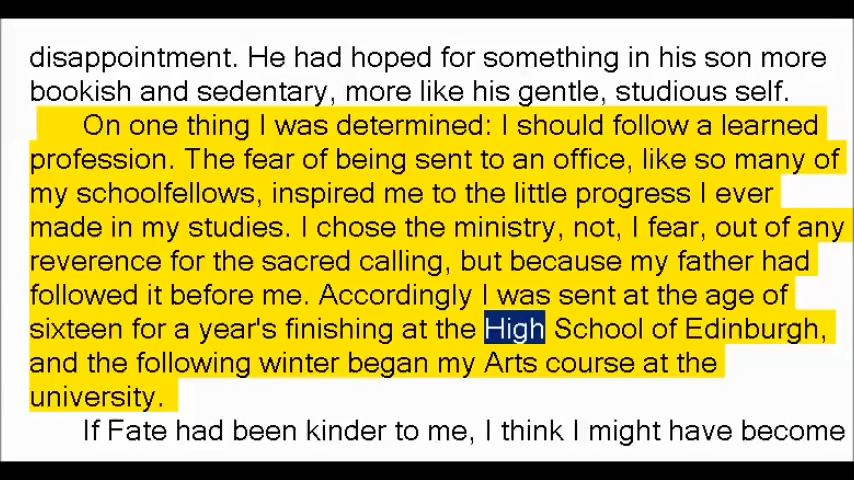 disappointment. He had hoped for something in his son more
bookish and sedentary, more like his gentle, studious self.
On one thing I was determined: I should follow a learned
profession. The fear of being sent to an office, like so many of
my schoolfellows, inspired me to the little progress I ever
made in my studies. I chose the ministry, not, I fear, out of any
reverence for the sacred calling, but because my father had
followed it before me. Accordingly I was sent at the age of
sixteen for a year's finishing at the High School of Edinburgh,
and the following winter began my Arts course at the
university.
If Fate had been kinder to me, I think I might have become